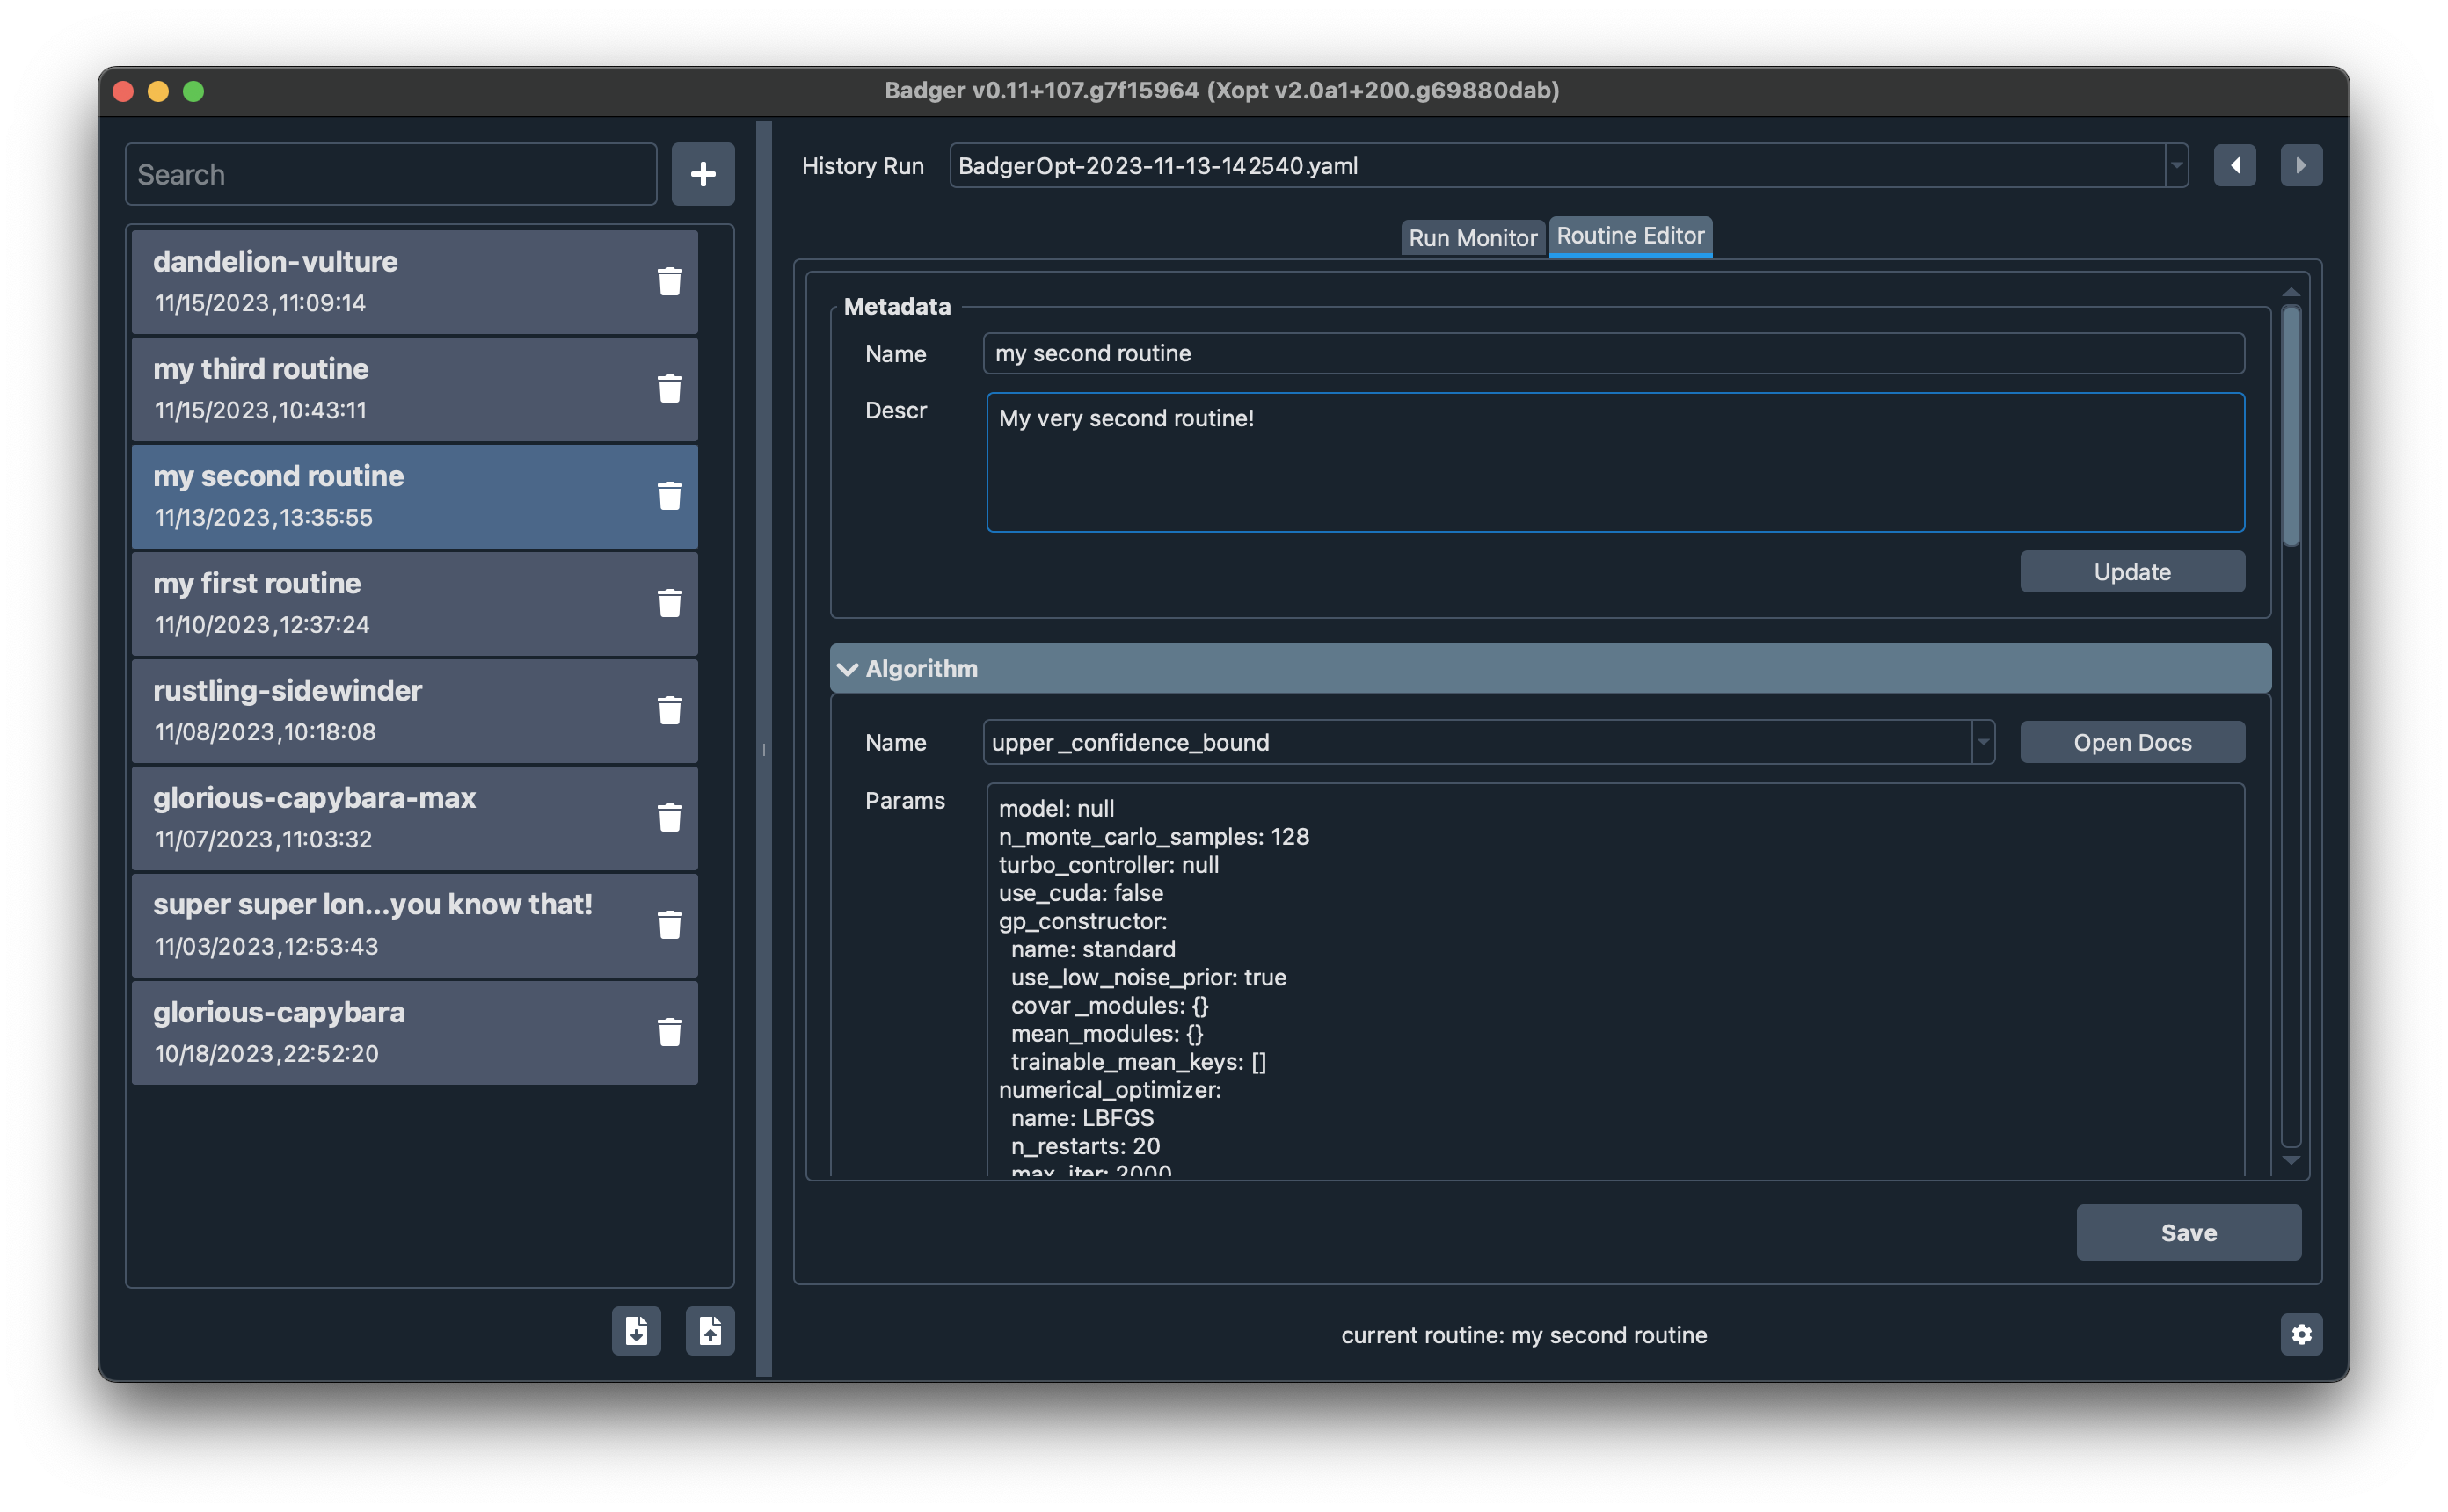 Badger v0.11+107.g7f15964 (Xopt v2.0a1+200.g69880dab)
Search
dandelion-vulture
11/15/2023,11:09:14
my third routine
11/15/2023,10:43:11
my second routine
11/13/2023,13:35:55
my first routine
11/10/2023,12:37:24
rustling-sidewinder
11/08/2023,10:18:08
glorious-capybara-max
11/07/2023,11:03:32
super super lon...you know that!
11/03/2023,12:53:43
glorious-capybara
10/18/2023,22:52:20
History Run BadgerOpt-2023-11-13-142540.yaml
Run Monitor Routine Editor
Metadata
Name my second routine
Descr My very second routine!
Update
Algorithm
Name upper_confidence_bound Open Docs
Params
model: null
n_monte_carlo_samples: 128
turbo_controller: null
use_cuda: false
gp_constructor:
  name: standard
  use_low_noise_prior: true
  covar_modules: {}
  mean_modules: {}
  trainable_mean_keys: []
numerical_optimizer:
  name: LBFGS
  n_restarts: 20
  max_iter: 2000
Save
current routine: my second routine